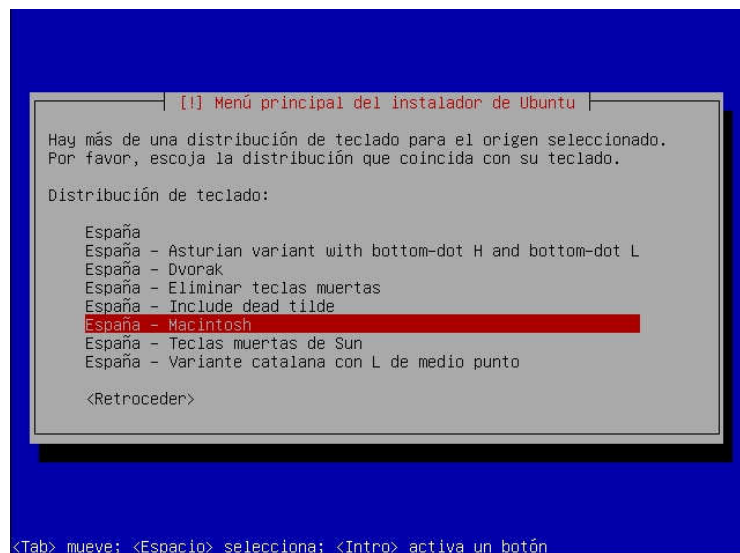 [!] Menú principal del instalador de Ubuntu
Hay más de una distribución de teclado para el origen seleccionado.
Por favor, escoja la distribución que coincida con su teclado.
Distribución de teclado:
España
España - Asturian variant with bottom-dot H and bottom-dot L
España - Dvorak
España - Eliminar teclas muertas
España - Include dead tilde
España - Macintosh
España - Teclas muertas de Sun
España - Variante catalana con L de medio punto
<Retroceder>
<Tab> mueve; <Espacio> selecciona; <Intro> activa un botón